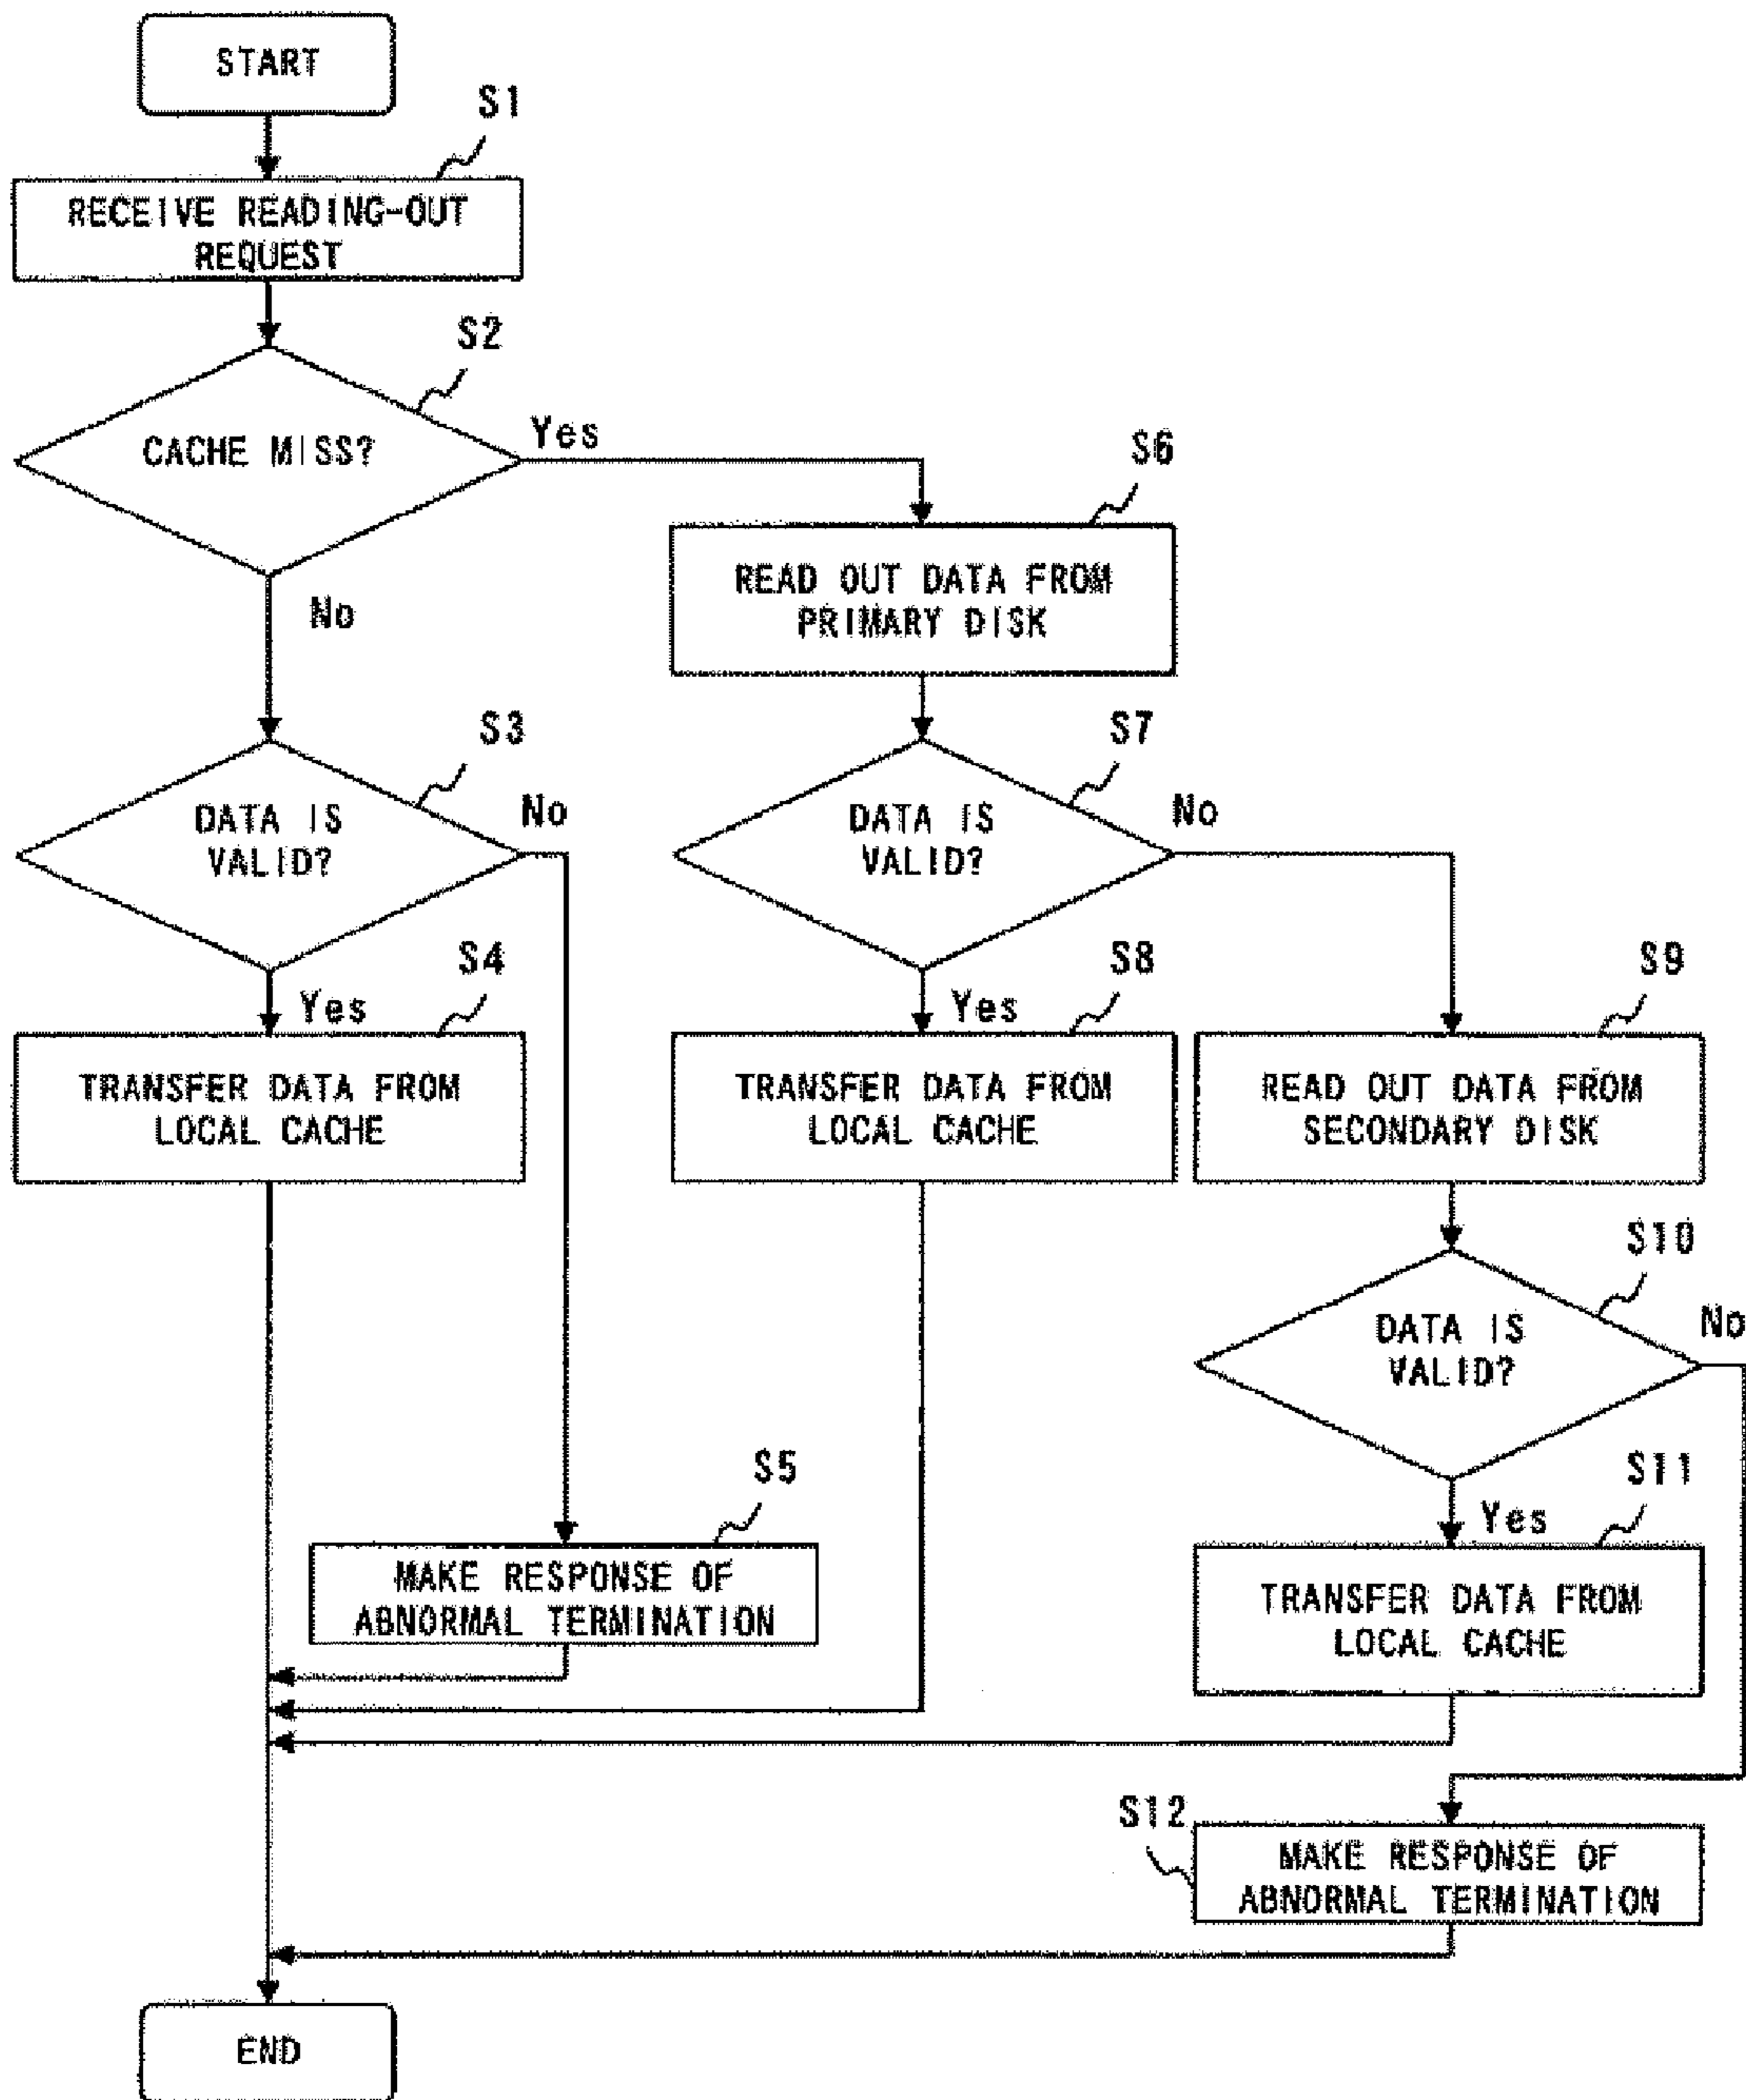 START
S1
RECEIVE READING-OUT
REQUEST
S2
CACHE MISS?
Yes
No
S6
READ OUT DATA FROM
PRIMARY DISK
S3
DATA IS
VALID?
No
S7
DATA IS
VALID?
No
S4
Yes
TRANSFER DATA FROM
LOCAL CACHE
S8
Yes
TRANSFER DATA FROM
LOCAL CACHE
S9
READ OUT DATA FROM
SECONDARY DISK
S10
DATA IS
VALID?
No
S5
MAKE RESPONSE OF
ABNORMAL TERMINATION
S11
Yes
TRANSFER DATA FROM
LOCAL CACHE
S12
MAKE RESPONSE OF
ABNORMAL TERMINATION
END